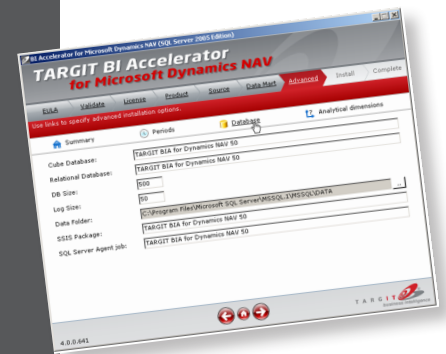 BI Accelerator for Microsoft Dynamics NAV (SQL Server 2005 Edition)
TARGIT BI Accelerator
for Microsoft Dynamics NAV
EULA Validate License Product Source Data Mart Advanced Install Complete
Use links to specify advanced installation options.
Summary Periods Database Analytical dimensions
Cube Database: TARGIT BIA for Dynamics NAV 50
Relational Database: TARGIT BIA for Dynamics NAV 50
DB Size: 500
Log Size: 50
Data Folder: C:\Program Files\Microsoft SQL Server\MSSQL.1\MSSQL\DATA ...
SSIS Package: TARGIT BIA for Dynamics NAV 50
SQL Server Agent job: TARGIT BIA for Dynamics NAV 50
4.0.0.641
TARGIT
business intelligence